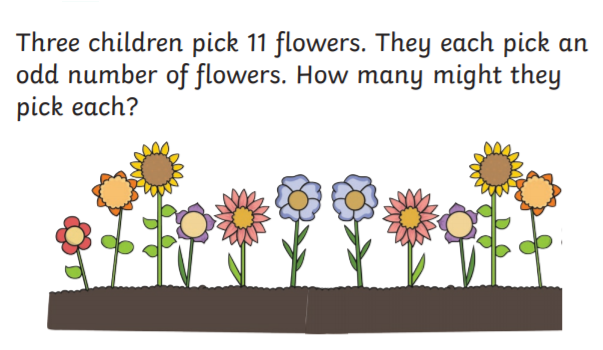 Three children pick 11 flowers. They each pick an
odd number of flowers. How many might they
pick each?